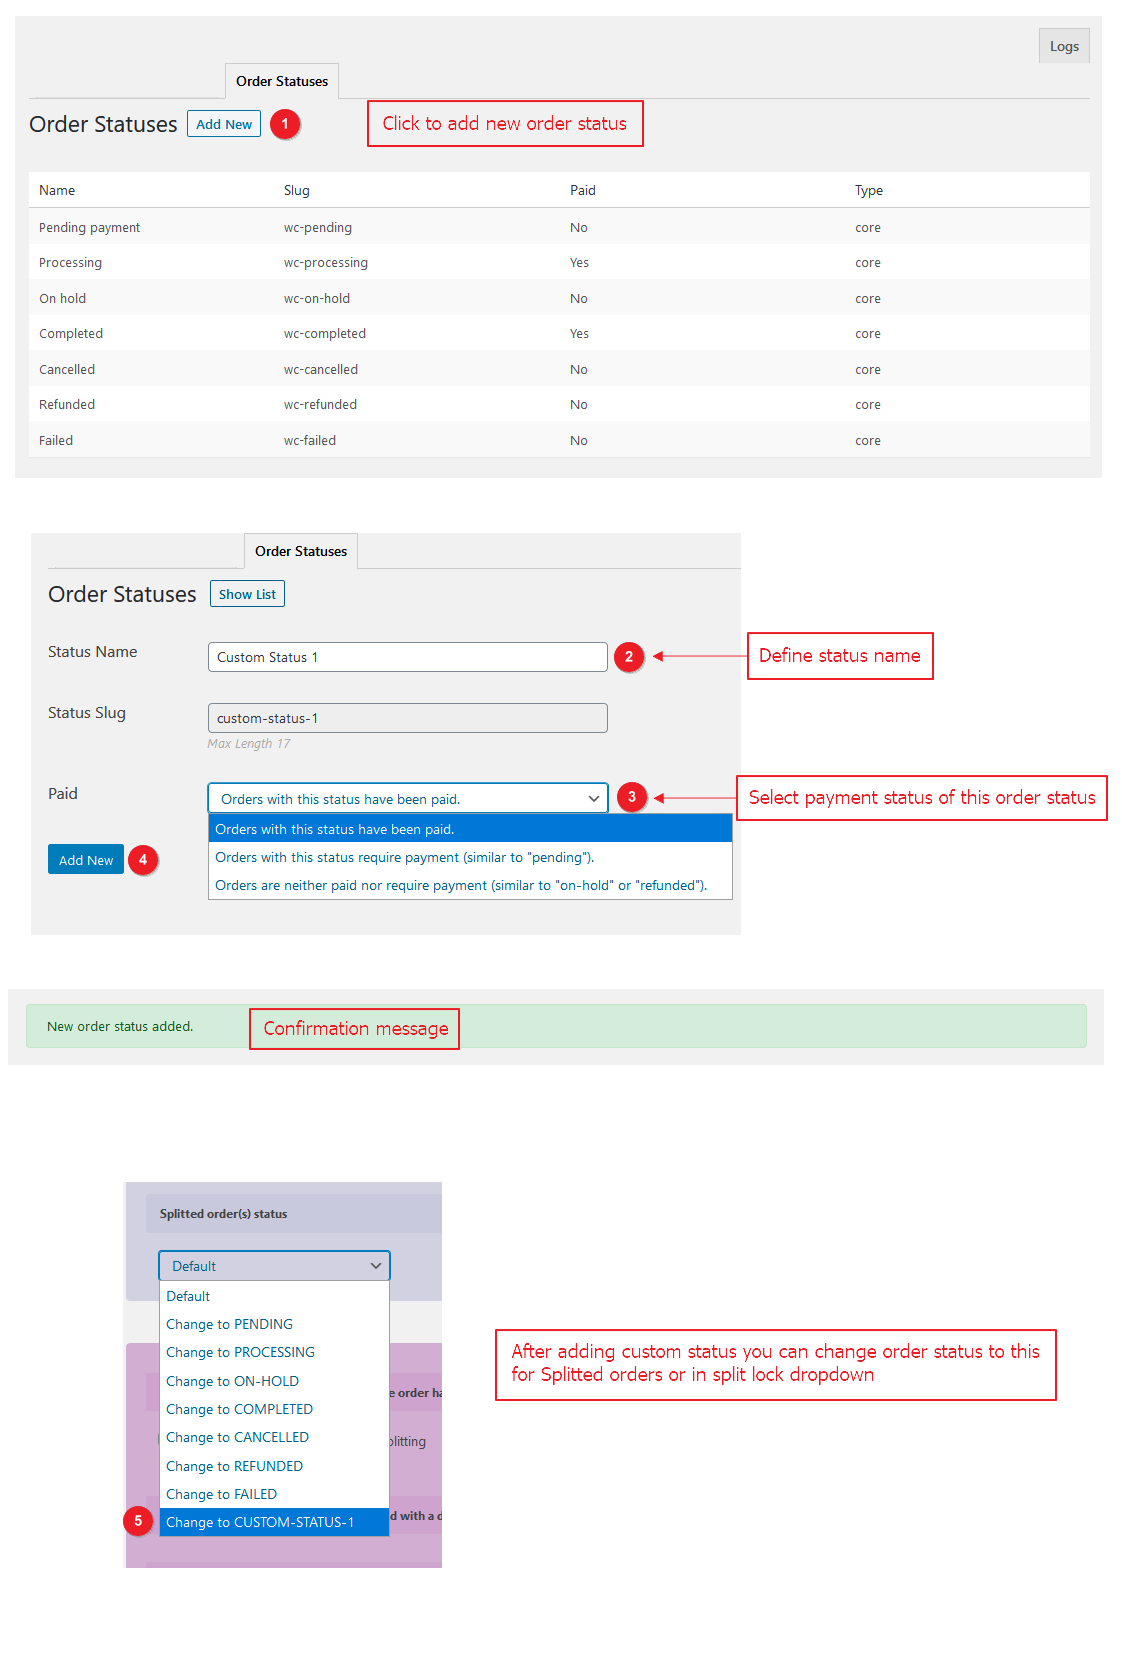 Logs
Order Statuses
Order Statuses Add New 1 Click to add new order status
Name Slug Paid Type
Pending payment wc-pending No core
Processing wc-processing Yes core
On hold wc-on-hold No core
Completed wc-completed Yes core
Cancelled wc-cancelled No core
Refunded wc-refunded No core
Failed wc-failed No core
Order Statuses
Order Statuses Show List
Status Name Custom Status 1 2 Define status name
Status Slug custom-status-1
Max Length 17
Paid Orders with this status have been paid. 3 Select payment status of this order status
Orders with this status have been paid.
Orders with this status require payment (similar to "pending").
Orders are neither paid nor require payment (similar to "on-hold" or "refunded").
Add New 4
New order status added. Confirmation message
Splitted order(s) status
Default
Default
Change to PENDING
Change to PROCESSING
Change to ON-HOLD
Change to COMPLETED
Change to CANCELLED
Change to REFUNDED
Change to FAILED
5 Change to CUSTOM-STATUS-1
e order ha
plitting
d with a d
After adding custom status you can change order status to this
for Splitted orders or in split lock dropdown